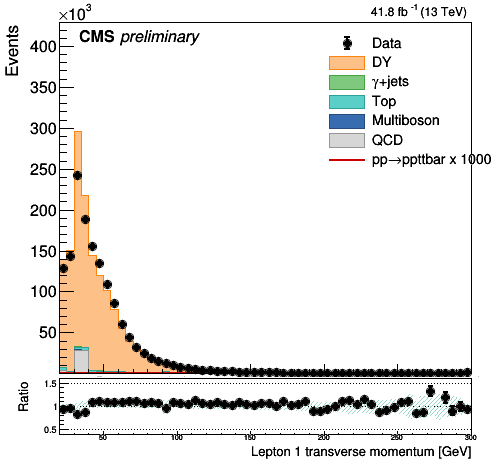 ×10³
41.8 fb⁻¹ (13 TeV)
CMS preliminary
Events
400
350
300
250
200
150
100
50
Data
DY
γ+jets
Top
Multiboson
QCD
pp→ppttbar x 1000
Ratio
1.5
1
0.5
50 100 150 200 250 300
Lepton 1 transverse momentum [GeV]